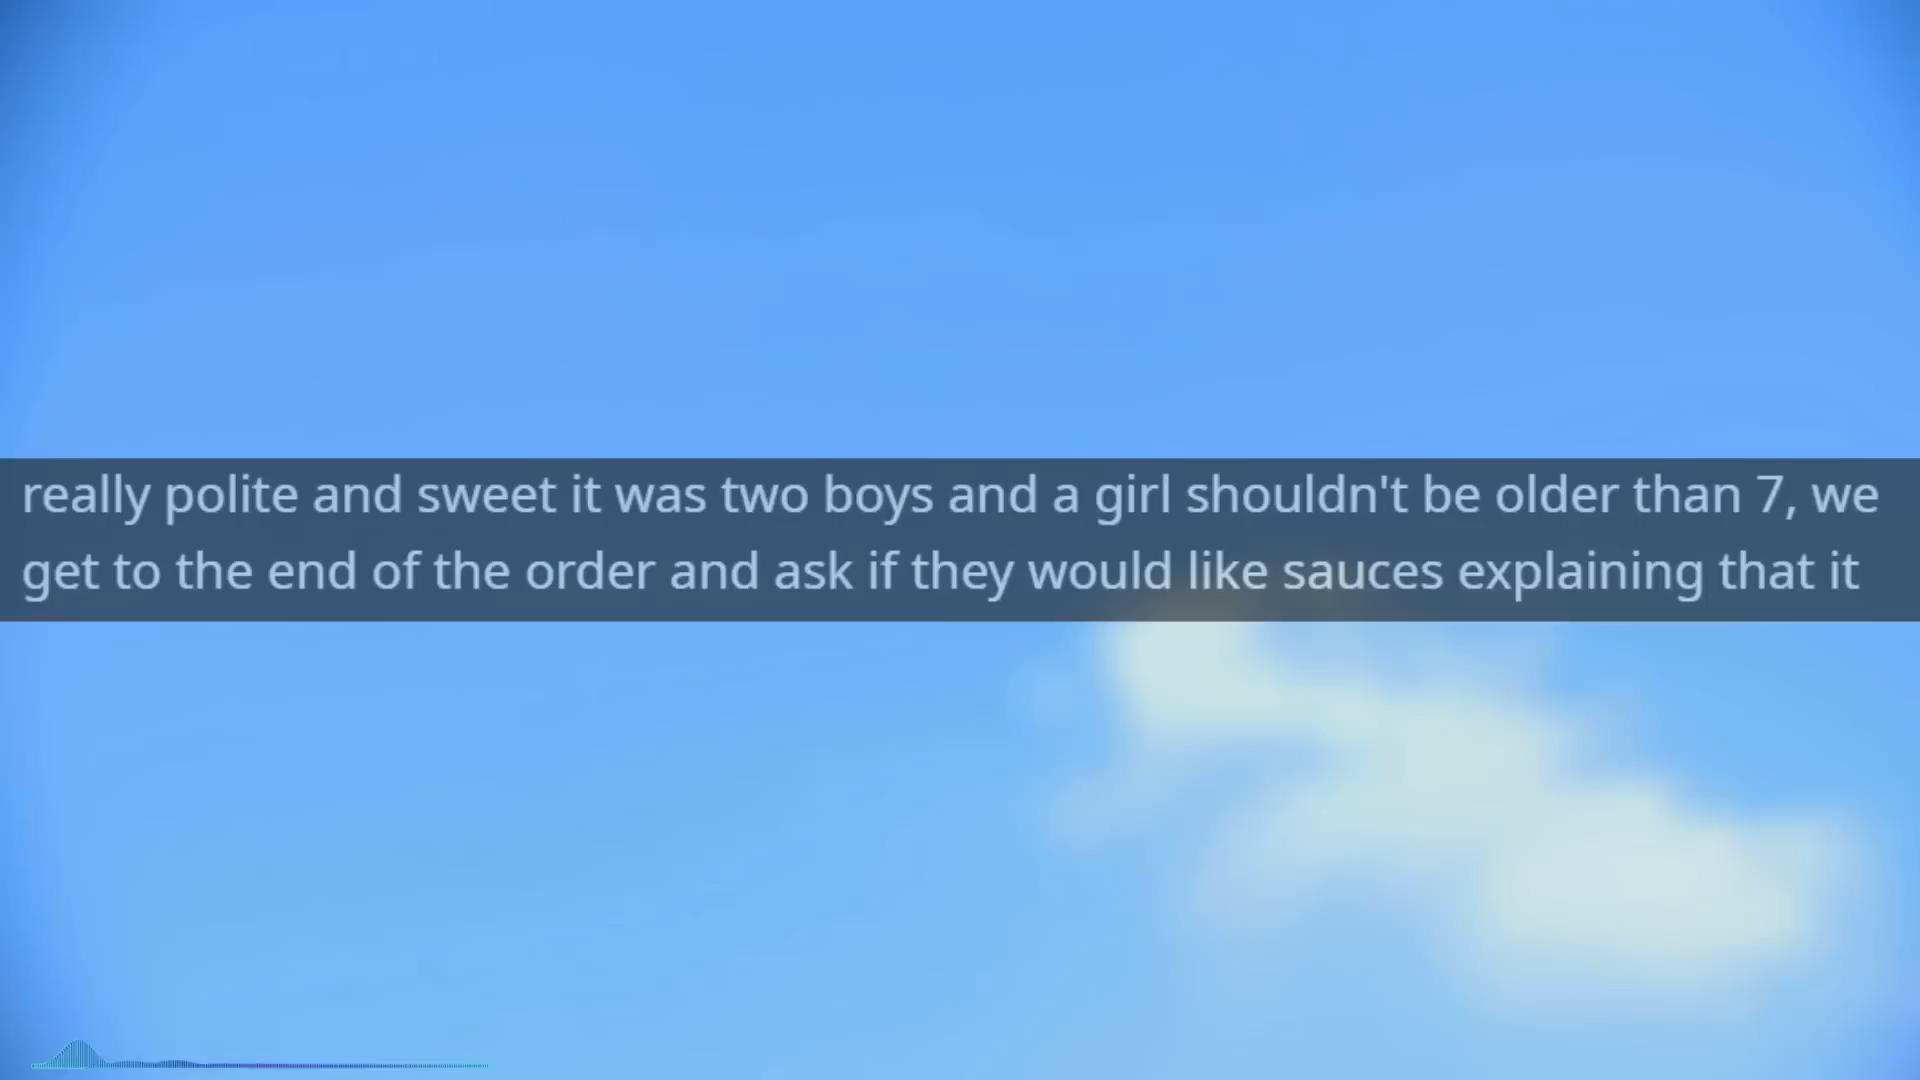 really polite and sweet it was two boys and a girl shouldn't be older than 7, we
get to the end of the order and ask if they would like sauces explaining that it